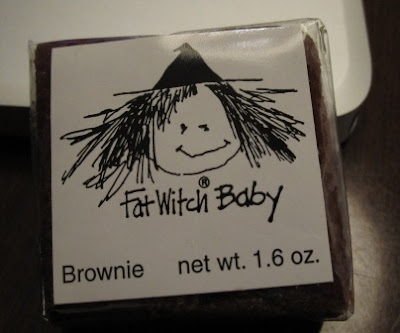 Fat Witch® Baby
Brownie net wt. 1.6 oz.